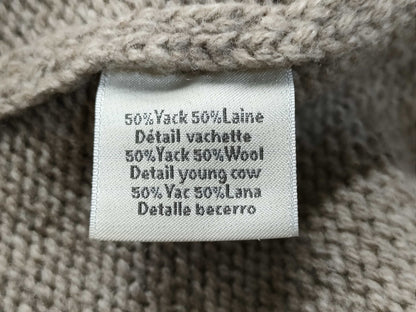 50%Yack 50%Laine
Détail vachette
50%Yack 50%Wool
Detail young cow
50%Yac 50%Lana
Detalle becerro